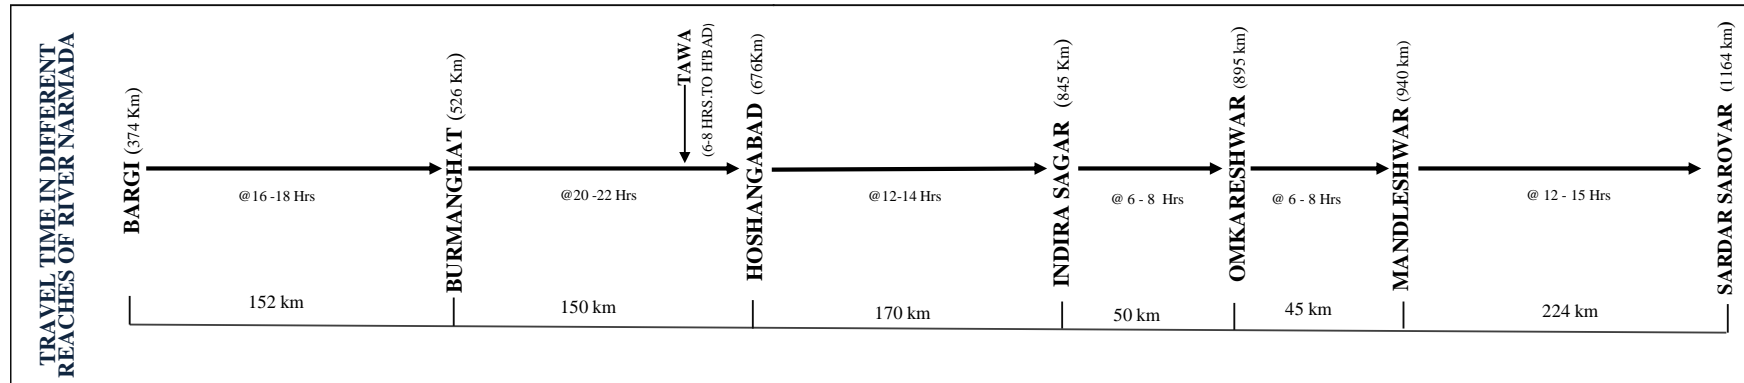 TRAVEL TIME IN DIFFERENT
REACHES OF RIVER NARMADA
BARGI (374 Km)
@16 -18 Hrs
BURMANGHAT (526 Km)
@20 -22 Hrs
TAWA
(6-8 HRS.TO H'BAD)
HOSHANGABAD (676Km)
@12-14 Hrs
INDIRA SAGAR (845 Km)
@ 6 - 8 Hrs
OMKARESHWAR (895 km)
@ 6 - 8 Hrs
MANDLESHWAR (940 km)
@ 12 - 15 Hrs
SARDAR SAROVAR (1164 km)
152 km
150 km
170 km
50 km
45 km
224 km